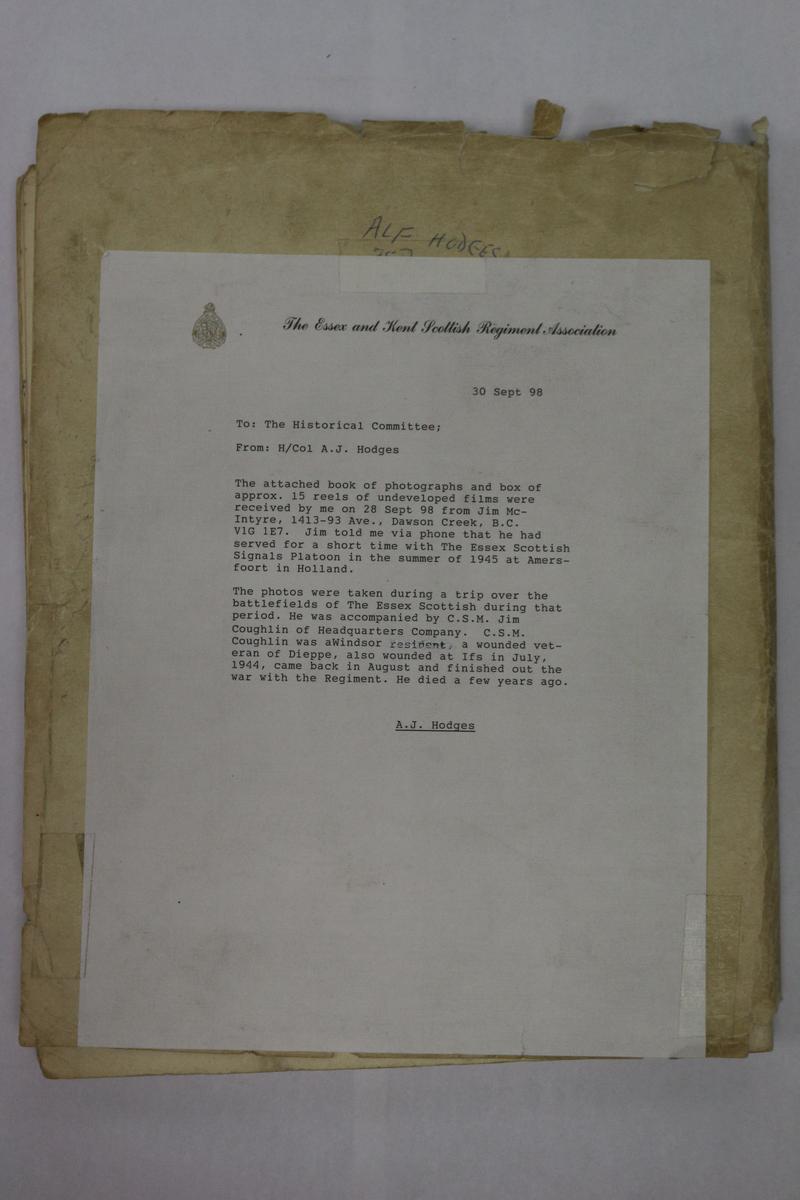 ALF HODGES
The Essex and Kent Scottish Regiment Association
30 Sept 98
To: The Historical Committee;
From: H/Col A.J. Hodges
The attached book of photographs and box of
approx. 15 reels of undeveloped films were
received by me on 28 Sept 98 from Jim Mc-
Intyre, 1413-93 Ave., Dawson Creek, B.C.
V1G 1E7.  Jim told me via phone that he had
served for a short time with The Essex Scottish
Signals Platoon in the summer of 1945 at Amers-
foort in Holland.
The photos were taken during a trip over the
battlefields of The Essex Scottish during that
period. He was accompanied by C.S.M. Jim
Coughlin of Headquarters Company.  C.S.M.
Coughlin was aWindsor resident, a wounded vet-
eran of Dieppe, also wounded at Ifs in July,
1944, came back in August and finished out the
war with the Regiment. He died a few years ago.
A.J. Hodges